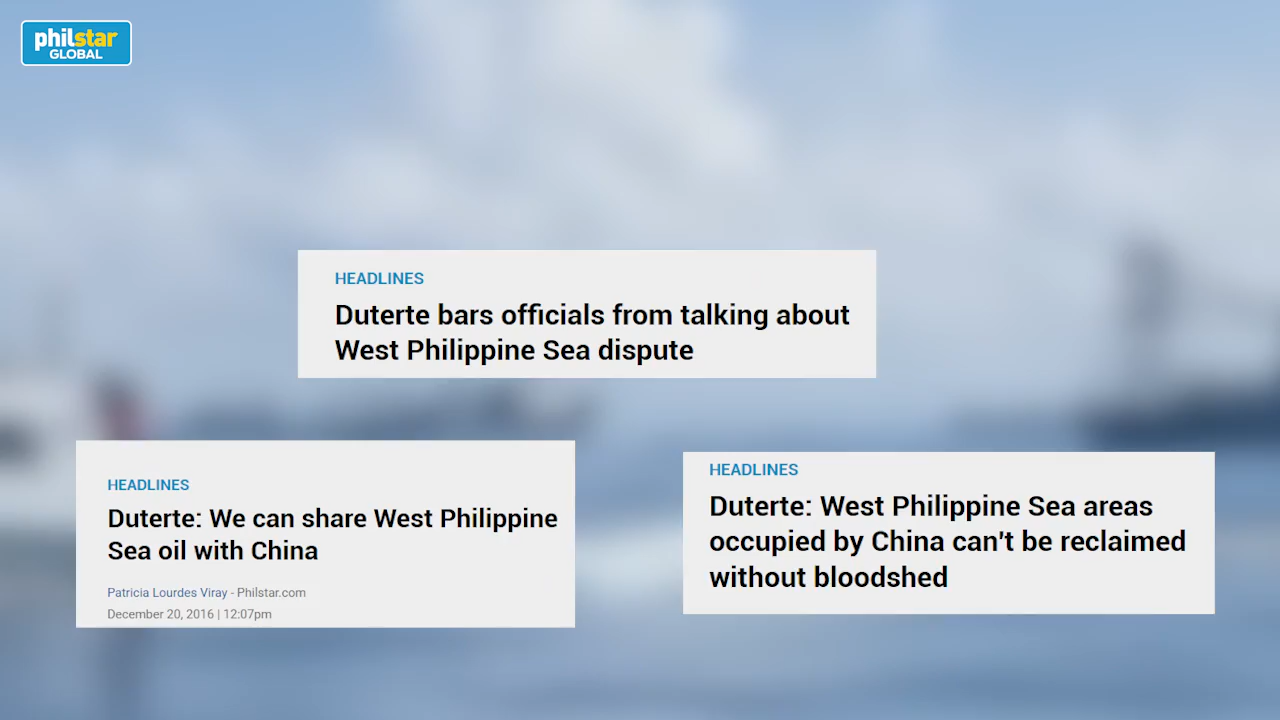 philstar
GLOBAL
HEADLINES
Duterte bars officials from talking about
West Philippine Sea dispute
HEADLINES
Duterte: We can share West Philippine
Sea oil with China
Patricia Lourdes Viray - Philstar.com
December 20, 2016 | 12:07pm
HEADLINES
Duterte: West Philippine Sea areas
occupied by China can't be reclaimed
without bloodshed